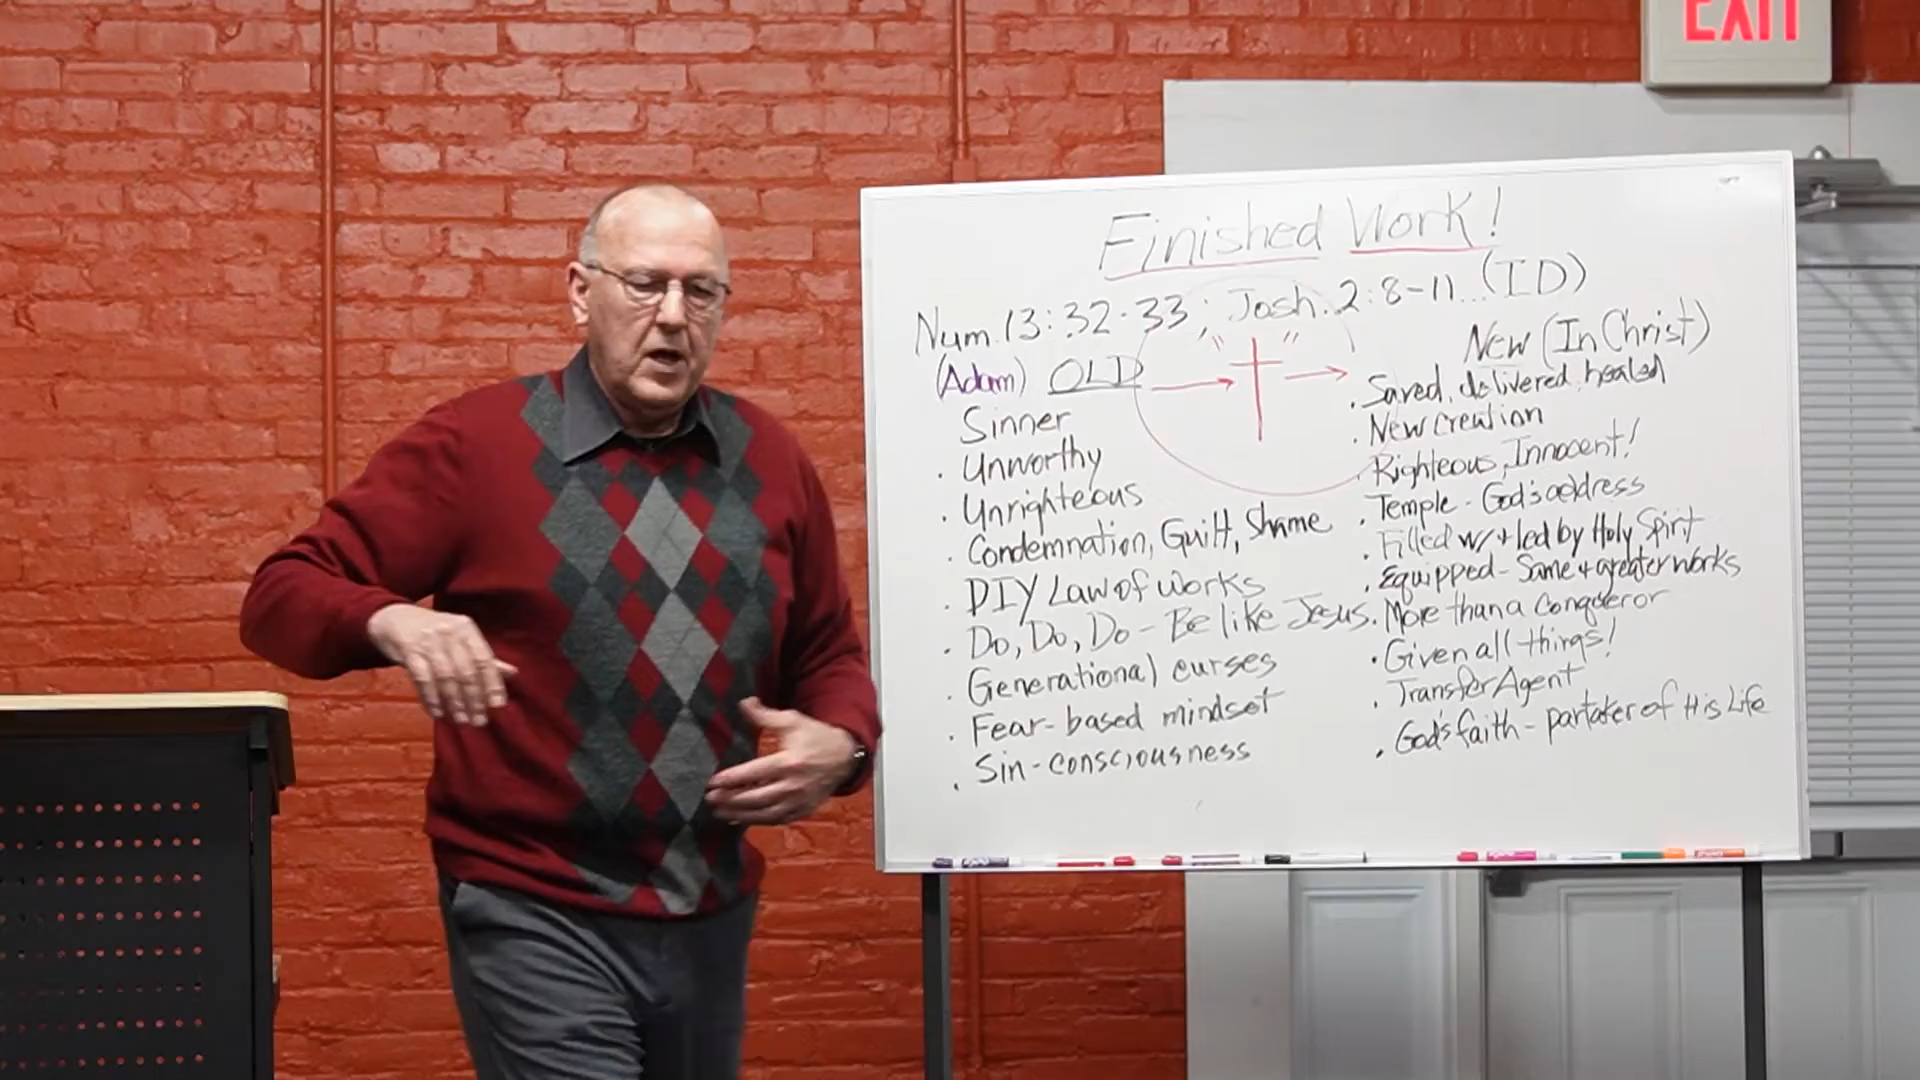 EXIT
Finished Work!
Num. 13:32-33; Josh. 2:8-11... (ID)
(Adam) OLD
Sinner
• Unworthy
• Unrighteous
• Condemnation, Guilt, Shame
• DIY Law of Works
• Do, Do, Do - Be like Jesus
• Generational curses
• Fear-based mindset
• Sin-consciousness
" "
New (In Christ)
• Saved, delivered, healed
• New creation
• Righteous, Innocent!
• Temple - God's address
• Filled w/ + led by Holy Spirit
• Equipped - Same + greater works
• More than a Conqueror
• Given all things!
• Transfer Agent
• God's faith - partaker of His Life